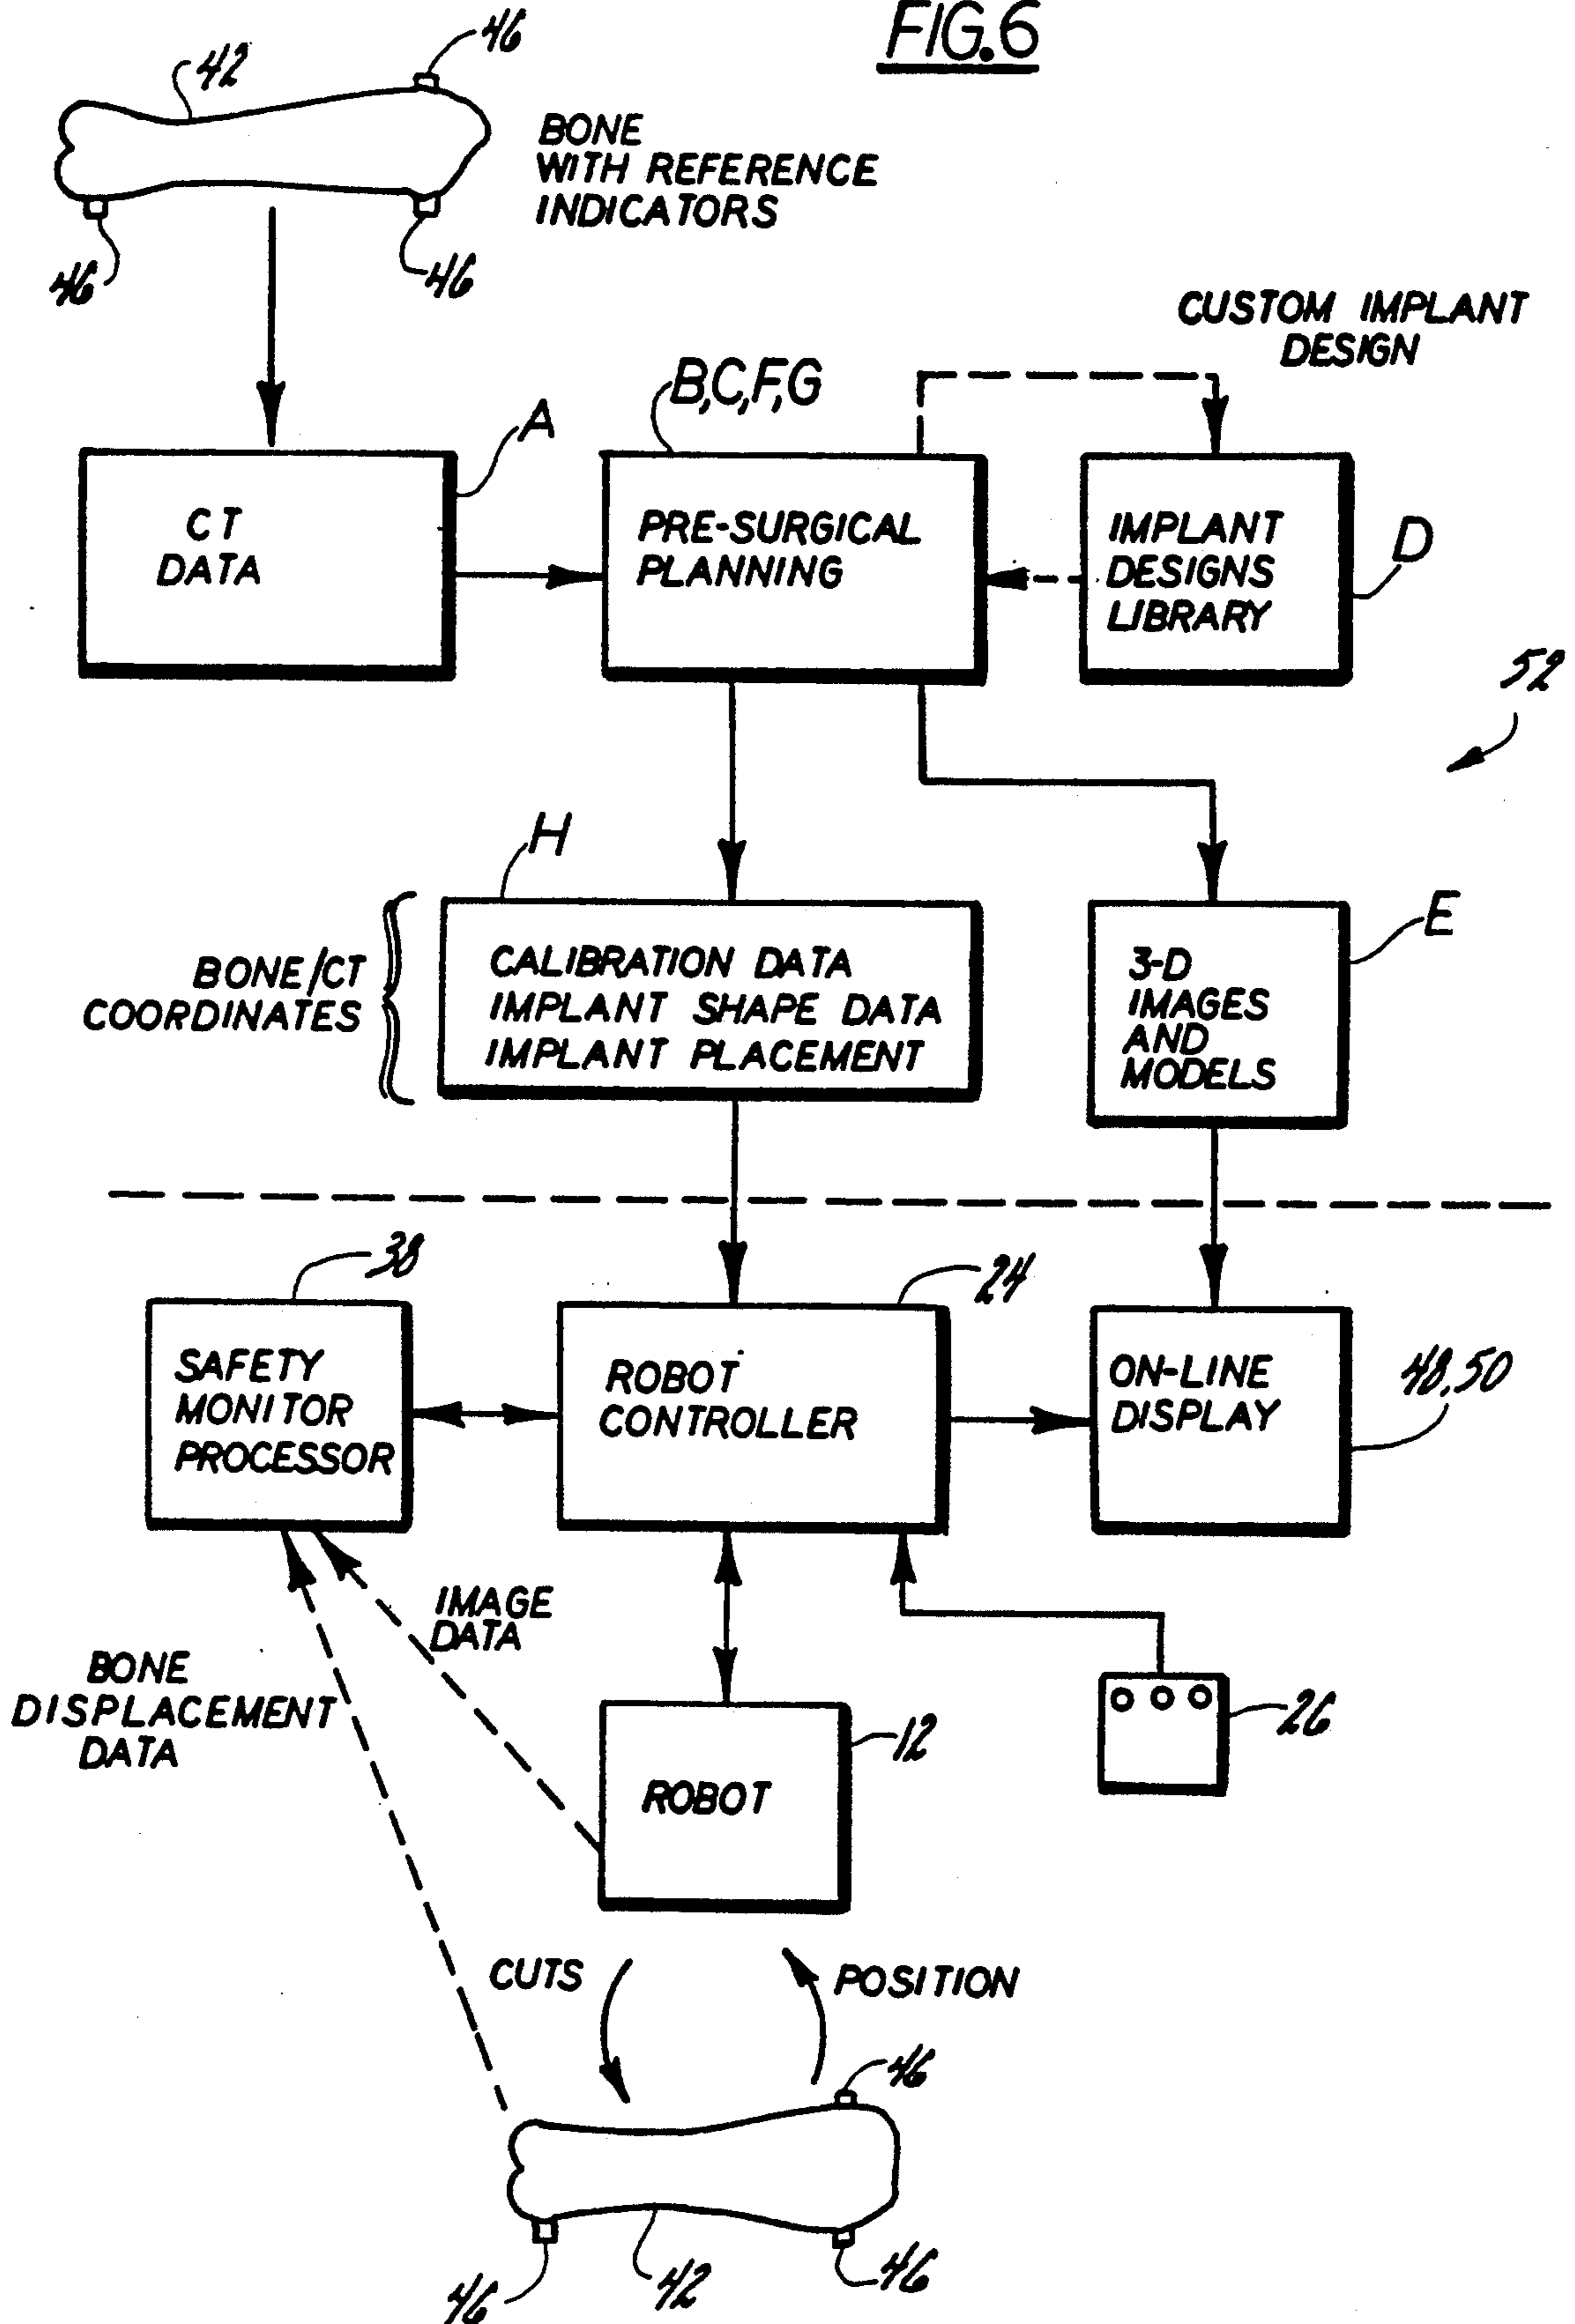 FIG.6
46
42
BONE
WITH REFERENCE
INDICATORS
46
46
CUSTOM IMPLANT
DESIGN
B,C,F,G
A
CT
DATA
PRE-SURGICAL
PLANNING
IMPLANT
DESIGNS
LIBRARY
D
52
H
E
BONE/CT
COORDINATES
CALIBRATION DATA
IMPLANT SHAPE DATA
IMPLANT PLACEMENT
3-D
IMAGES
AND
MODELS
38
24
SAFETY
MONITOR
PROCESSOR
ROBOT
CONTROLLER
ON-LINE
DISPLAY
48,50
IMAGE
DATA
BONE
DISPLACEMENT
DATA
12
26
ROBOT
CUTS
POSITION
46
46
42
46